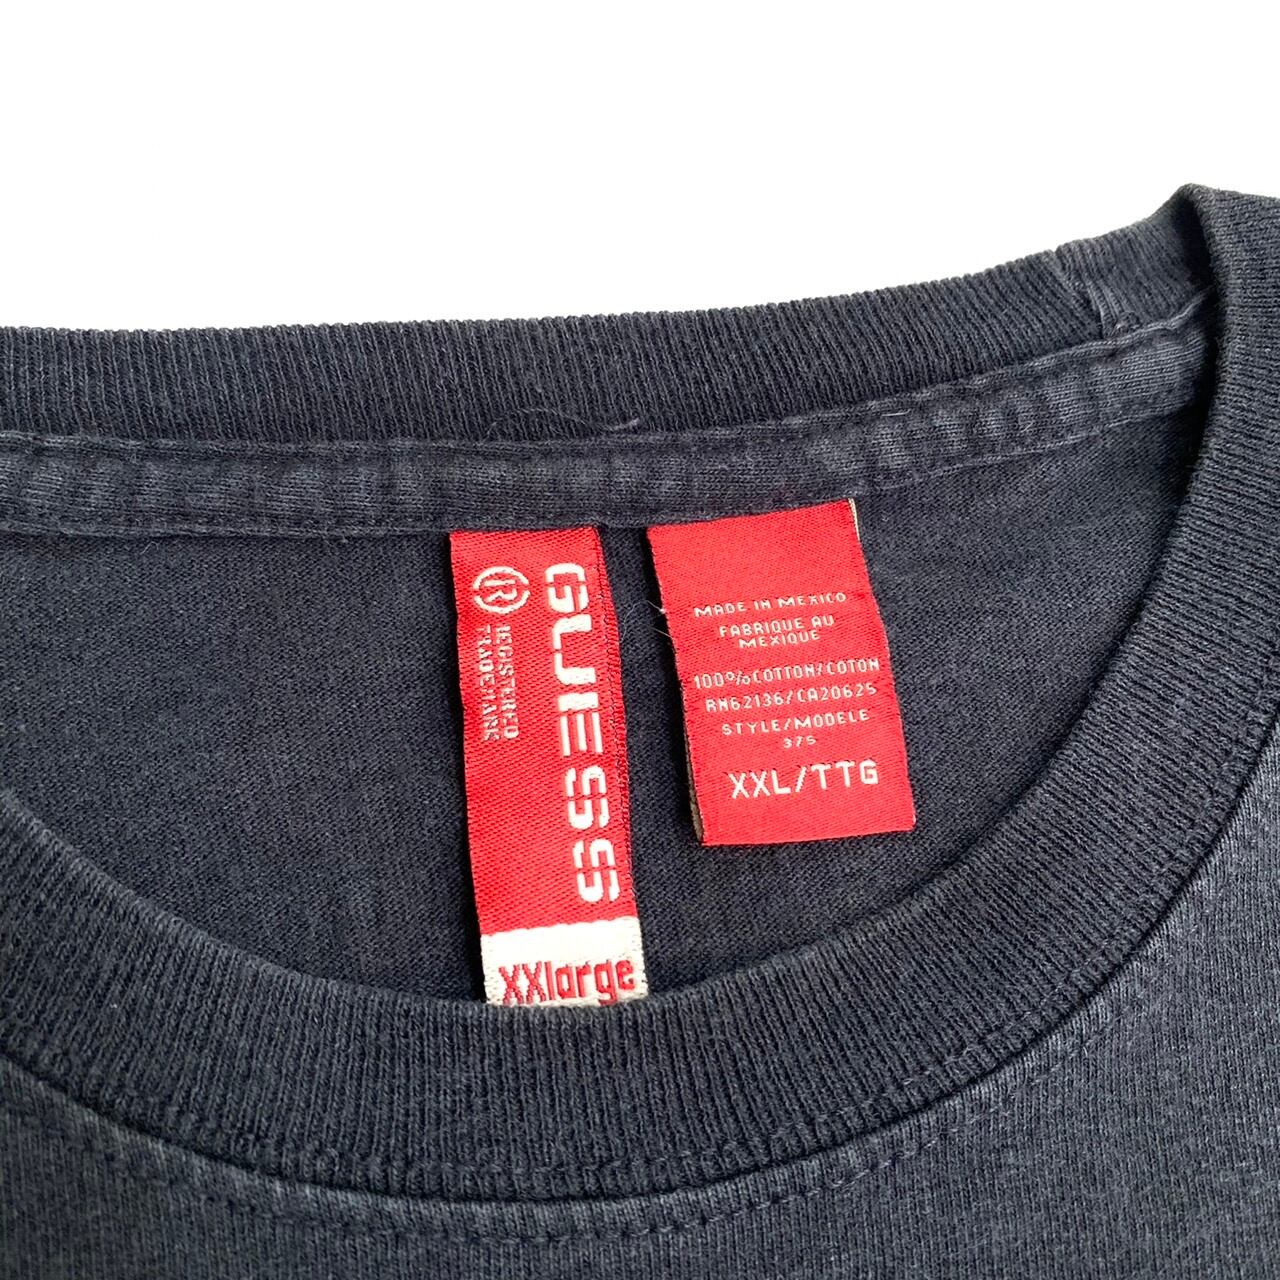 GUESS
®
REGISTERED
TRADEMARK
XXlarge
MADE IN MEXICO
FABRIQUE AU
MEXIQUE
100%COTTON/COTON
RN62136/CA20625
STYLE/MODELE
375
XXL/TTG